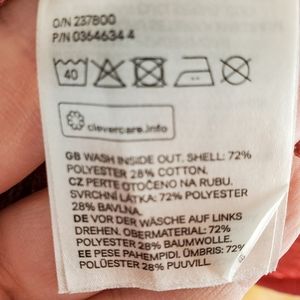 O/N 237800
P/N 0364634 4
40
clevercare.info
GB WASH INSIDE OUT. SHELL: 72%
POLYESTER 28% COTTON.
CZ PERTE OTOČENO NA RUBU.
SVRCHNÍ LÁTKA: 72% POLYESTER
28% BAVLNA.
DE VOR DER WÄSCHE AUF LINKS
DREHEN. OBERMATERIAL: 72%
POLYESTER 28% BAUMWOLLE.
EE PESE PAHEMPIDI. ÜMBRIS: 72%
POLÜESTER 28% PUUVILL.